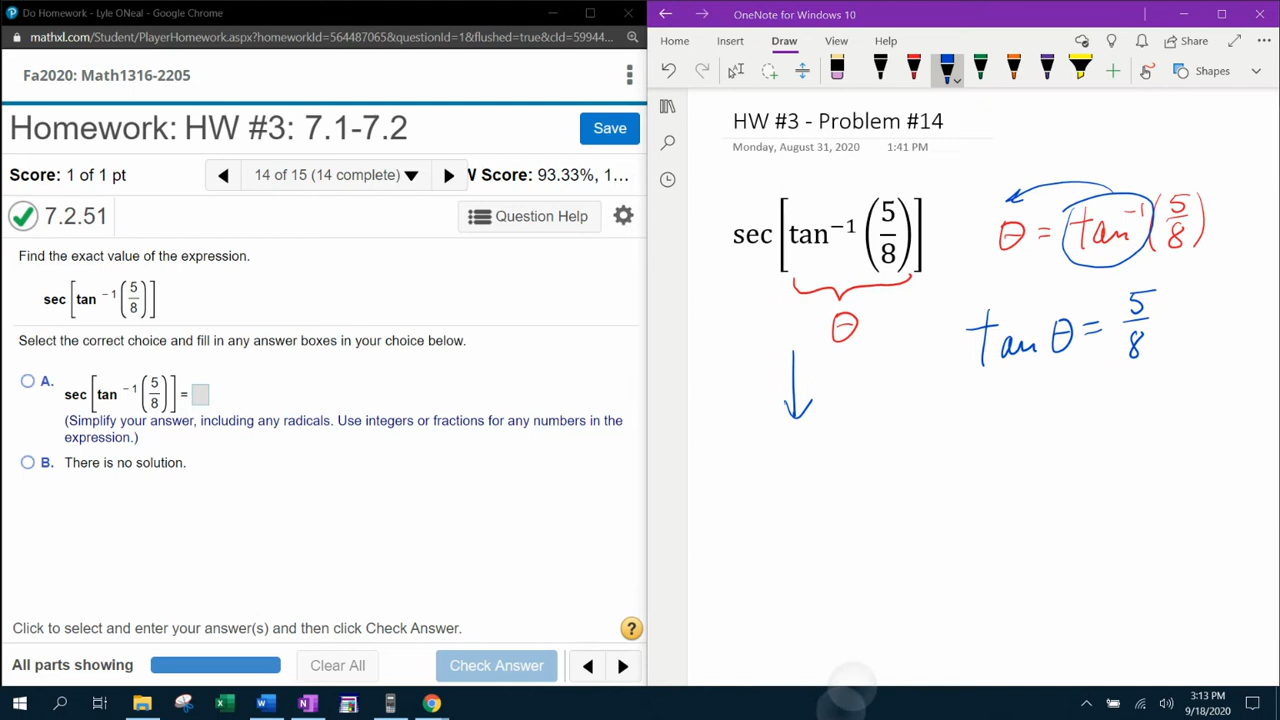 Do Homework - Lyle ONeal - Google Chrome
mathxl.com/Student/PlayerHomework.aspx?homeworkId=564487065&questionId=1&flushed=true&cId=59944...
Fa2020: Math1316-2205
Homework: HW #3: 7.1-7.2
Save
Score: 1 of 1 pt
14 of 15 (14 complete)
W Score: 93.33%, 1...
7.2.51
Question Help
Find the exact value of the expression.
sec [tan⁻¹ (5/8)]
Select the correct choice and fill in any answer boxes in your choice below.
A. sec [tan⁻¹ (5/8)] =
(Simplify your answer, including any radicals. Use integers or fractions for any numbers in the
expression.)
B. There is no solution.
Click to select and enter your answer(s) and then click Check Answer.
?
All parts showing
Clear All
Check Answer
OneNote for Windows 10
Home Insert Draw View Help
Share
Shapes
HW #3 - Problem #14
Monday, August 31, 2020 1:41 PM
sec [tan⁻¹ (5/8)]
θ
θ = tan⁻¹ (5/8)
tan θ = 5/8
3:13 PM
9/18/2020